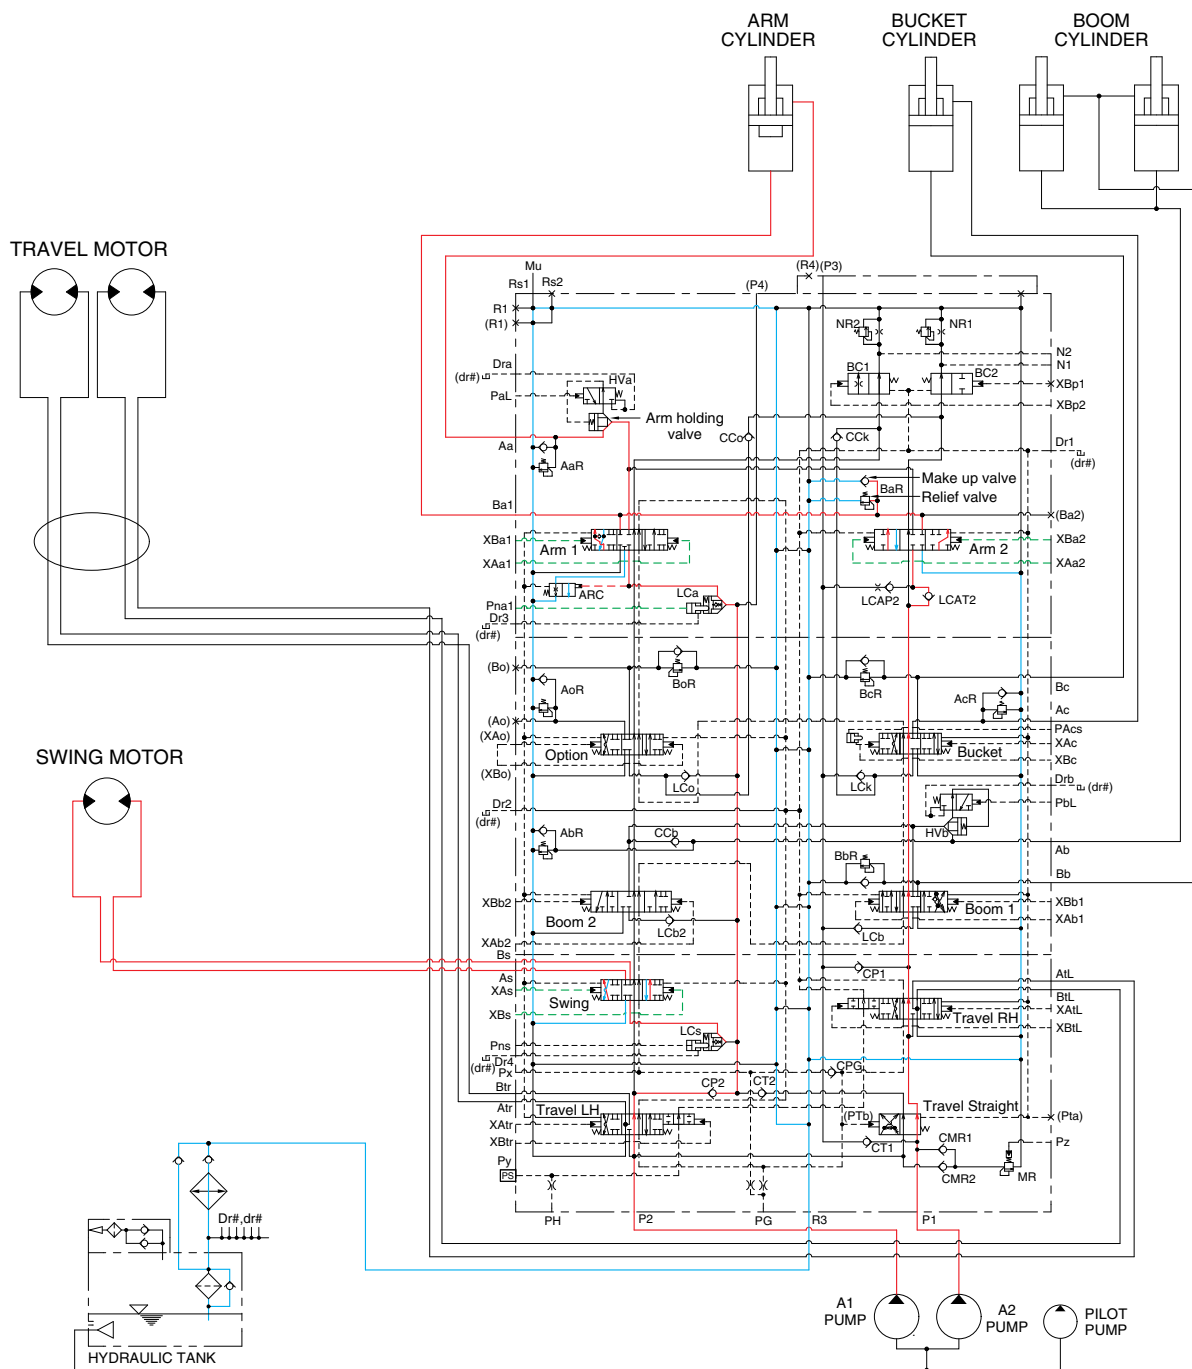 ARM
CYLINDER
BUCKET
CYLINDER
BOOM
CYLINDER
TRAVEL MOTOR
Mu
Rs1
Rs2
(R4)
(P3)
(P4)
R1
(R1)
NR2
NR1
N2
N1
Dra
(dr#)
HVa
BC1
BC2
XBp1
PaL
XBp2
Arm holding
valve
CCo
CCk
Dr1
(dr#)
Aa
AaR
Make up valve
BaR
Relief valve
Ba1
(Ba2)
XBa1
Arm 1
Arm 2
XBa2
XAa1
XAa2
ARC
LCa
LCAP2
LCAT2
Pna1
Dr3
(dr#)
(Bo)
BoR
BcR
Bc
AoR
AcR
Ac
(Ao)
PAcs
(XAo)
Option
Bucket
XAc
XBc
SWING MOTOR
(XBo)
LCo
LCk
Drb
(dr#)
Dr2
(dr#)
PbL
AbR
CCb
HVb
Ab
BbR
Bb
XBb2
Boom 2
Boom 1
XBb1
XAb1
LCb2
LCb
XAb2
Bs
CP1
AtL
As
XAs
Swing
BtL
XAtL
XBs
Travel RH
XBtL
LCs
Pns
Dr4
(dr#)
Px
CPG
Btr
CP2
CT2
Atr
Travel LH
Travel Straight
XAtr
(PTb)
(Pta)
XBtr
CT1
CMR1
Pz
Py
PS
CMR2
MR
PH
P2
PG
R3
P1
Dr#,dr#
A1
PUMP
A2
PUMP
PILOT
PUMP
HYDRAULIC TANK